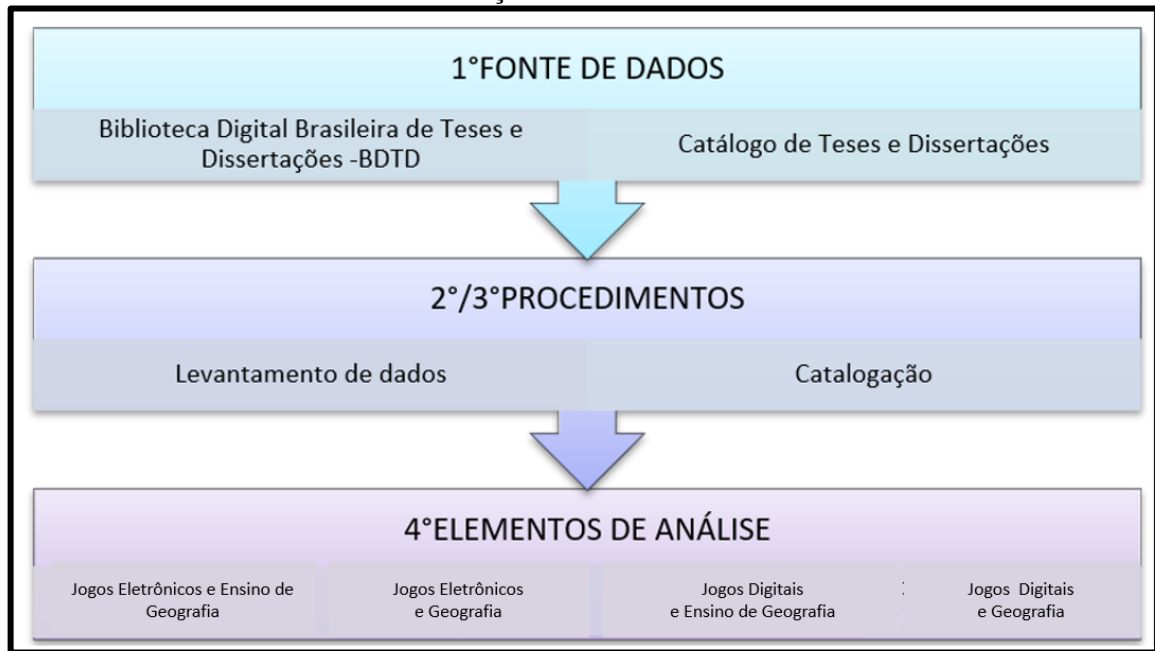 1°FONTE DE DADOS
Biblioteca Digital Brasileira de Teses e
Dissertações -BDTD
Catálogo de Teses e Dissertações
2°/3°PROCEDIMENTOS
Levantamento de dados
Catalogação
4°ELEMENTOS DE ANÁLISE
Jogos Eletrônicos e Ensino de
Geografia
Jogos Eletrônicos
e Geografia
Jogos Digitais
e Ensino de Geografia
Jogos Digitais
e Geografia